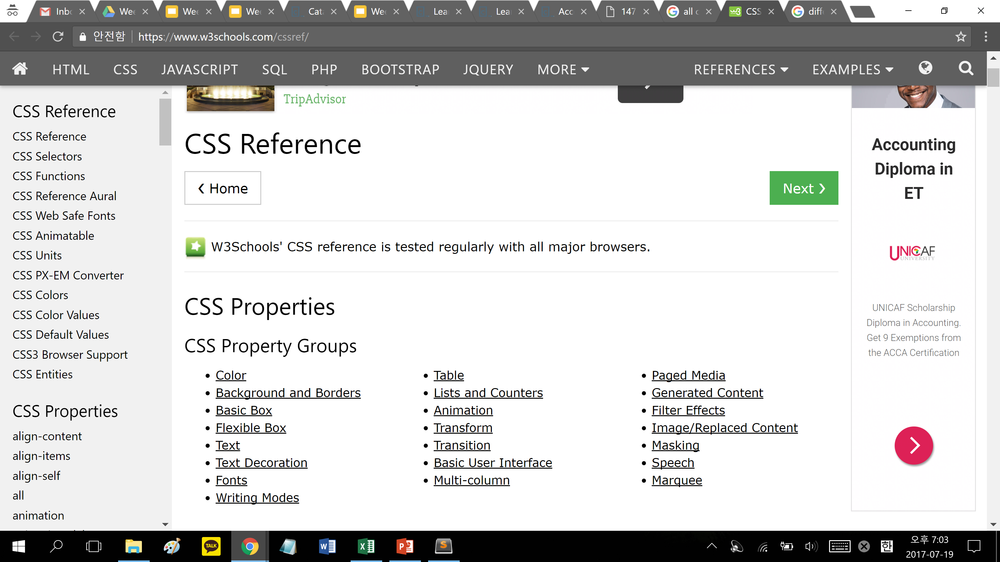 Inbo
Wee
Wee
Wee
Cata
Wee
Lea
Lea
Acc
147
all c
CSS
diffe
안전함 https://www.w3schools.com/cssref/
HTML CSS JAVASCRIPT SQL PHP BOOTSTRAP JQUERY MORE REFERENCES EXAMPLES
TripAdvisor
CSS Reference
CSS Reference
CSS Selectors
CSS Functions
CSS Reference Aural
CSS Web Safe Fonts
CSS Animatable
CSS Units
CSS PX-EM Converter
CSS Colors
CSS Color Values
CSS Default Values
CSS3 Browser Support
CSS Entities
CSS Properties
align-content
align-items
align-self
all
animation
CSS Reference
❮ Home
Next ❯
W3Schools' CSS reference is tested regularly with all major browsers.
CSS Properties
CSS Property Groups
Color
Background and Borders
Basic Box
Flexible Box
Text
Text Decoration
Fonts
Writing Modes
Table
Lists and Counters
Animation
Transform
Transition
Basic User Interface
Multi-column
Paged Media
Generated Content
Filter Effects
Image/Replaced Content
Masking
Speech
Marquee
Accounting
Diploma in
ET
UNICAF
UNIVERSITY
UNICAF Scholarship
Diploma in Accounting.
Get 9 Exemptions from
the ACCA Certification
TALK
한
오후 7:03
2017-07-19